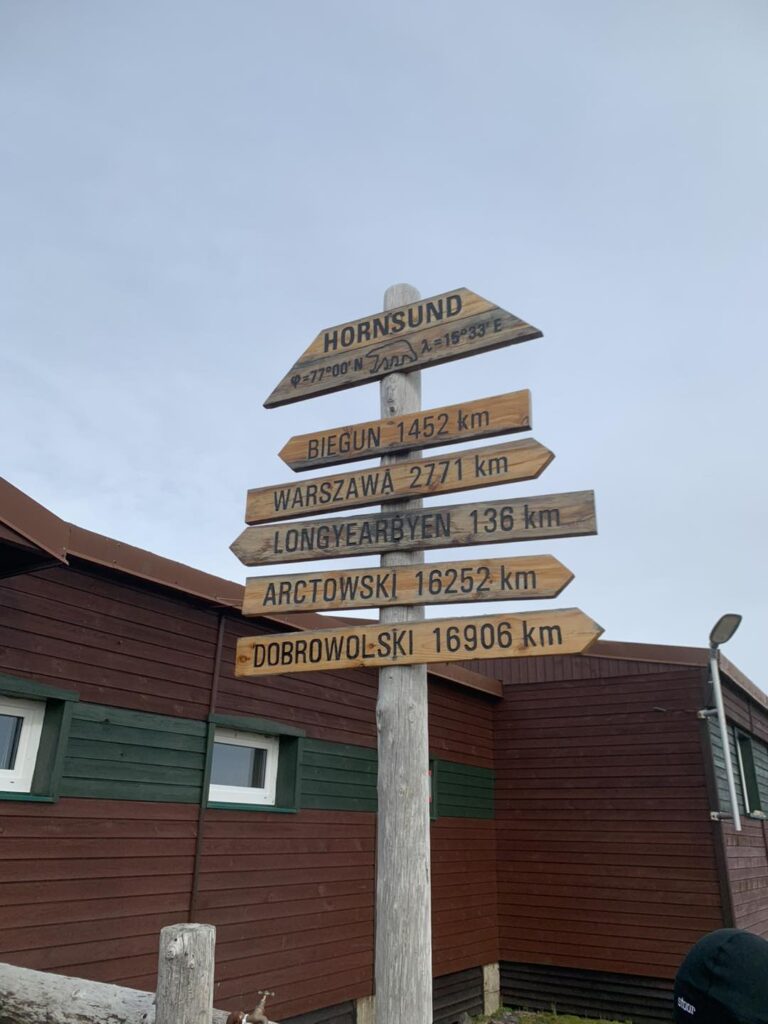 HORNSUND
φ=77°00'N λ=15°33'E
BIEGUN 1452 km
WARSZAWA 2771 km
LONGYEARBYEN 136 km
ARCTOWSKI 16252 km
DOBROWOLSKI 16906 km